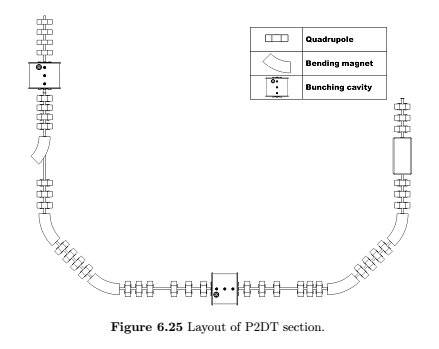 Quadrupole
Bending magnet
Bunching cavity
Figure 6.25 Layout of P2DT section.